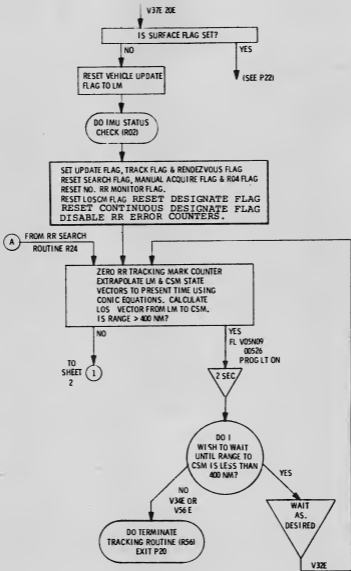 V37E 20E
IS SURFACE FLAG SET?
NO
YES
RESET VEHICLE UPDATE
FLAG TO LM
(SEE P22)
DO IMU STATUS
CHECK (R02)
SET UPDATE FLAG, TRACK FLAG & RENDEZVOUS FLAG
RESET SEARCH FLAG, MANUAL ACQUIRE FLAG & R04 FLAG
RESET NO. RR MONITOR FLAG.
RESET LOSCM FLAG RESET DESIGNATE FLAG
RESET CONTINUOUS DESIGNATE FLAG
DISABLE RR ERROR COUNTERS.
A
FROM RR SEARCH
ROUTINE R24
ZERO RR TRACKING MARK COUNTER
EXTRAPOLATE LM & CSM STATE
VECTORS TO PRESENT TIME USING
CONIC EQUATIONS. CALCULATE
LOS VECTOR FROM LM TO CSM.
IS RANGE > 400 NM?
NO
YES
FL V05N09
00526
PROG LT ON
TO
SHEET
2
1
2 SEC
DO I
WISH TO WAIT
UNTIL RANGE TO
CSM IS LESS THAN
400 NM?
YES
NO
V34E OR
V56 E
WAIT
AS.
DESIRED
DO TERMINATE
TRACKING ROUTINE (R56)
EXIT P20
V32E